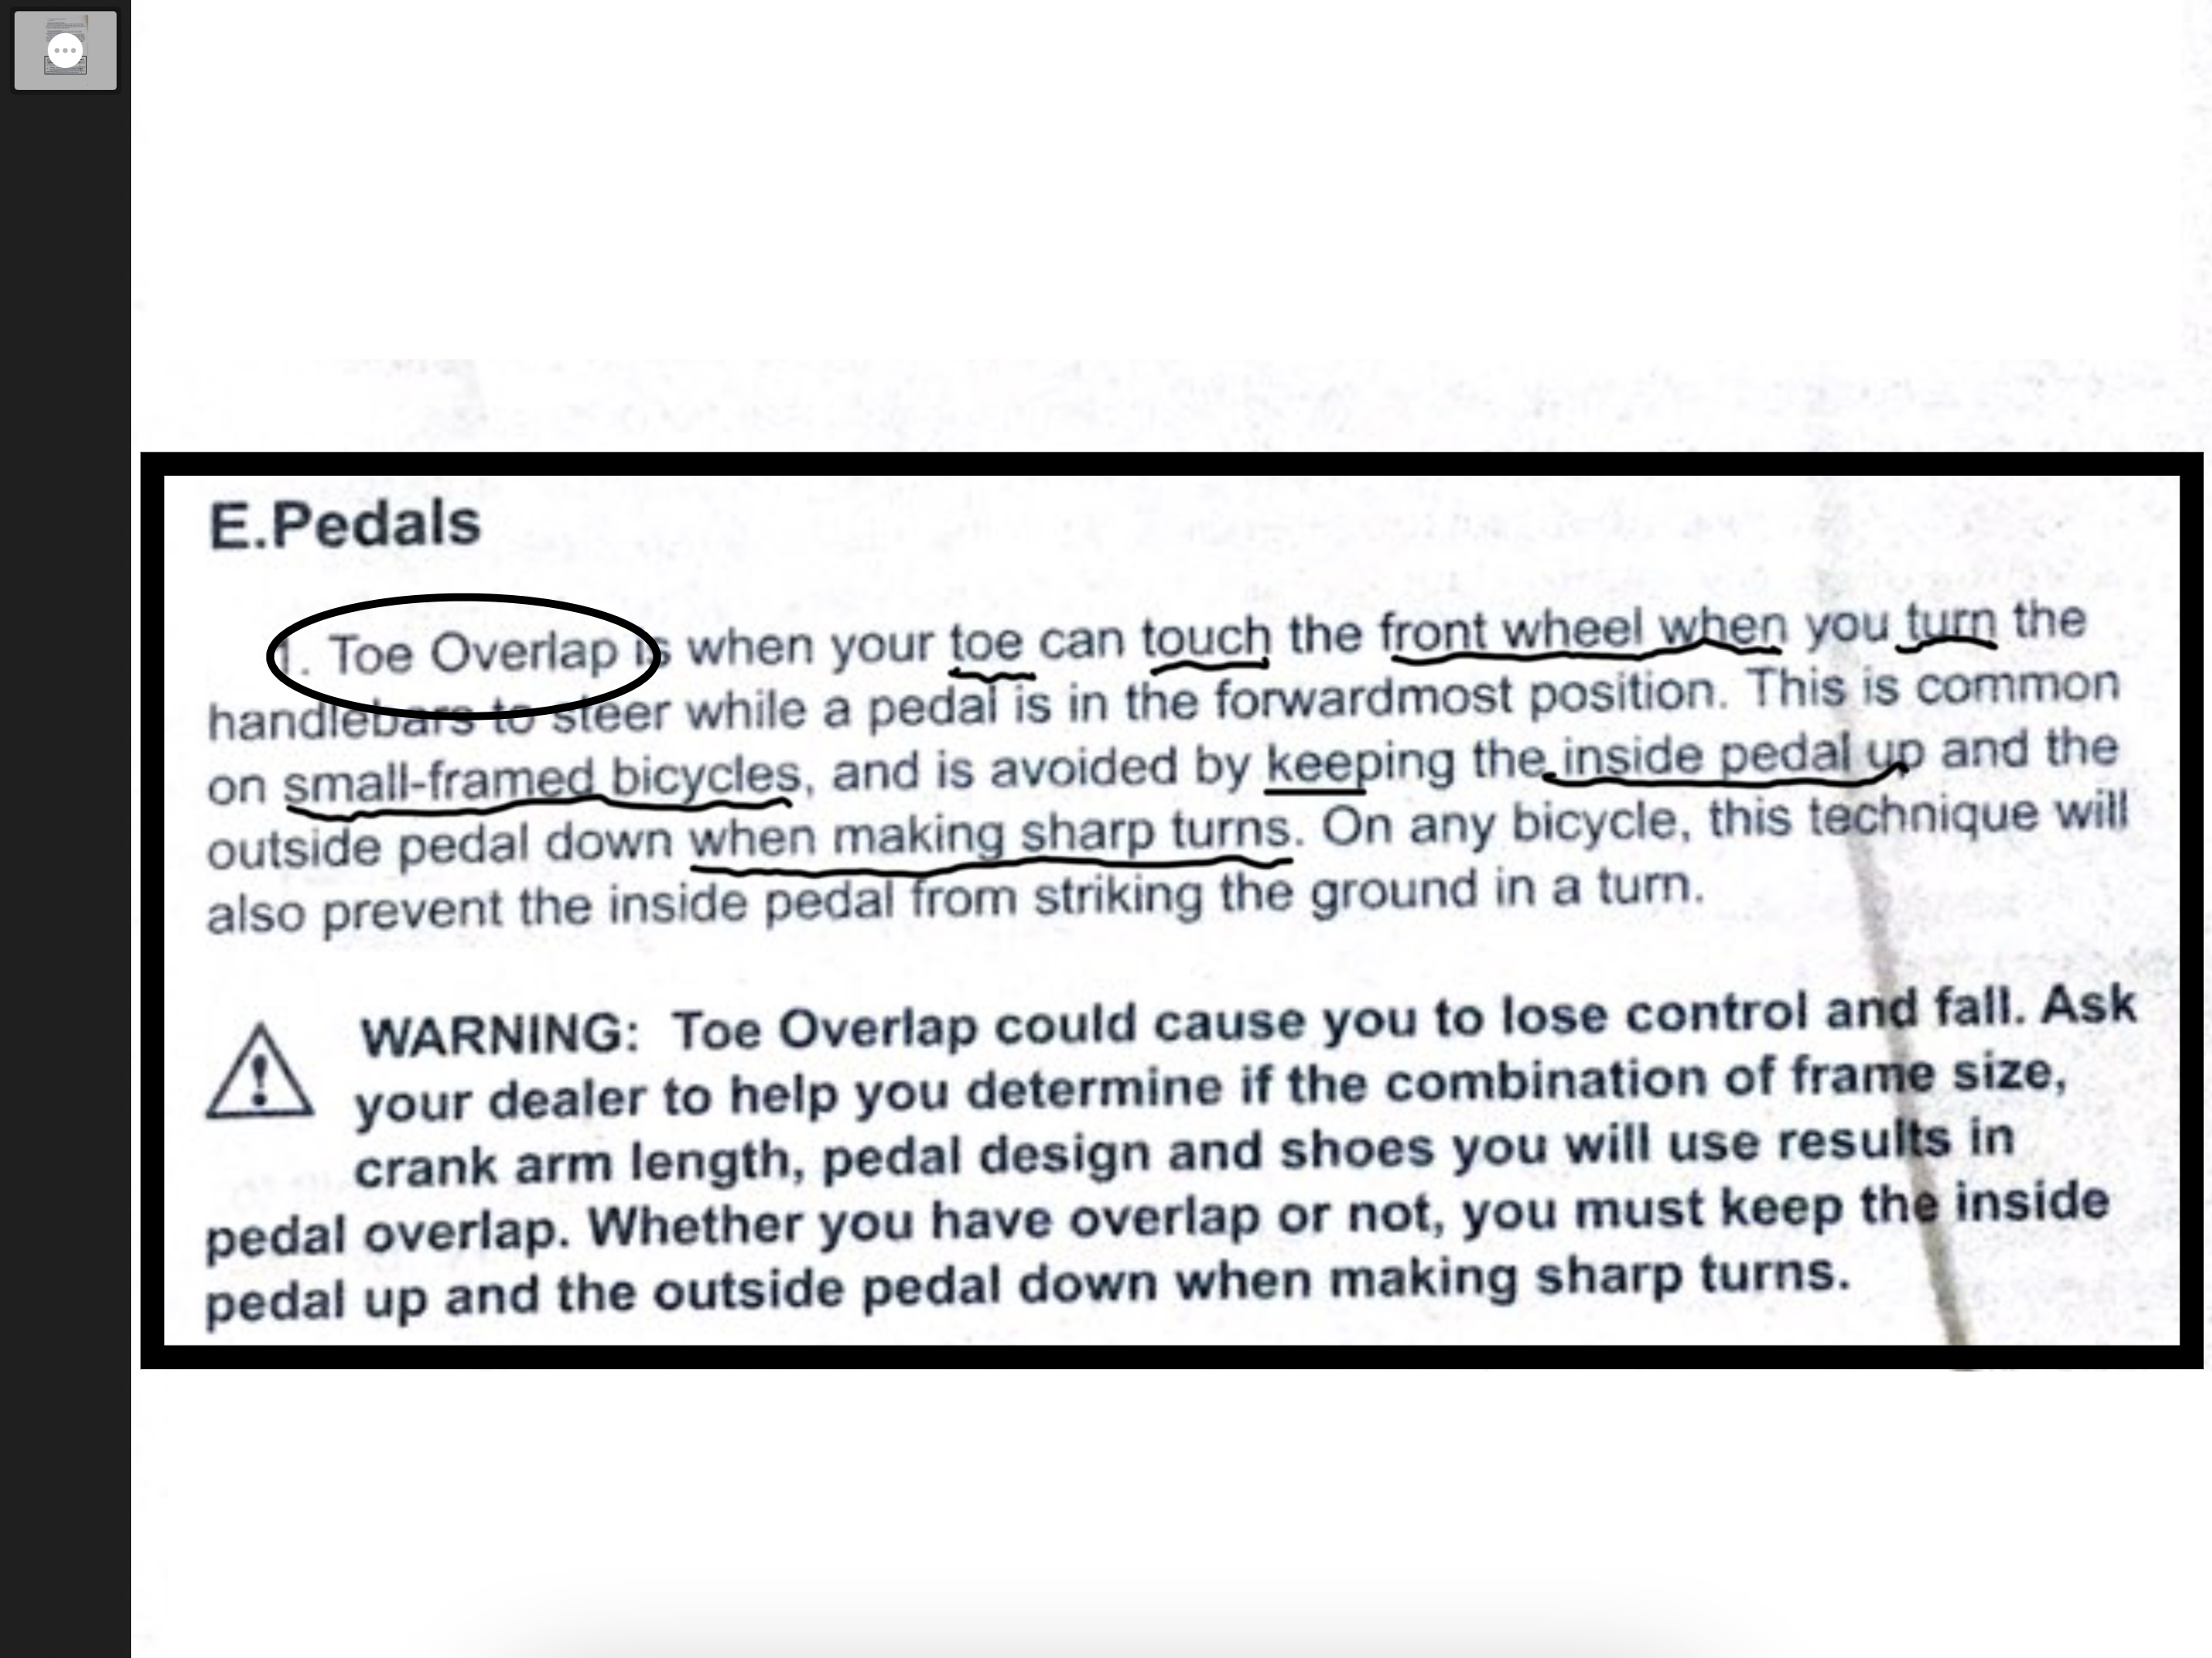 E.Pedals
1. Toe Overlap is when your toe can touch the front wheel when you turn the
handlebars to steer while a pedal is in the forwardmost position. This is common
on small-framed bicycles, and is avoided by keeping the inside pedal up and the
outside pedal down when making sharp turns. On any bicycle, this technique will
also prevent the inside pedal from striking the ground in a turn.
WARNING: Toe Overlap could cause you to lose control and fall. Ask
your dealer to help you determine if the combination of frame size,
crank arm length, pedal design and shoes you will use results in
pedal overlap. Whether you have overlap or not, you must keep the inside
pedal up and the outside pedal down when making sharp turns.